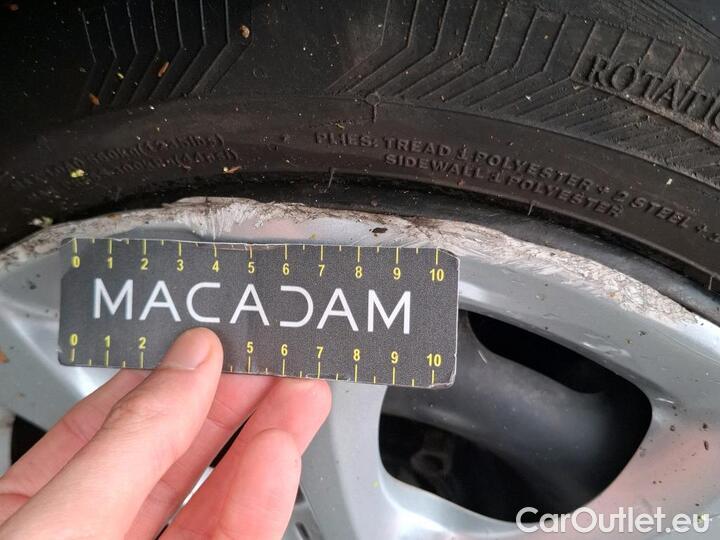 ROTATIO
PLIES: TREAD 1 POLYESTER + 2 STEEL +
SIDEWALL 1 POLYESTER
0 1 2 3 4 5 6 7 8 9 10
MACADAM
0 1 2 5 6 7 8 9 10
CarOutlet.eu